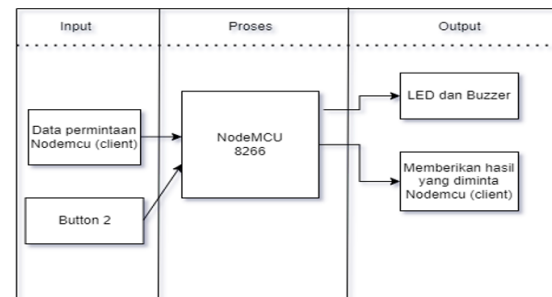 Input
Proses
Output
Data permintaan
Nodemcu (client)
Button 2
NodeMCU
8266
LED dan Buzzer
Memberikan hasil
yang diminta
Nodemcu (client)